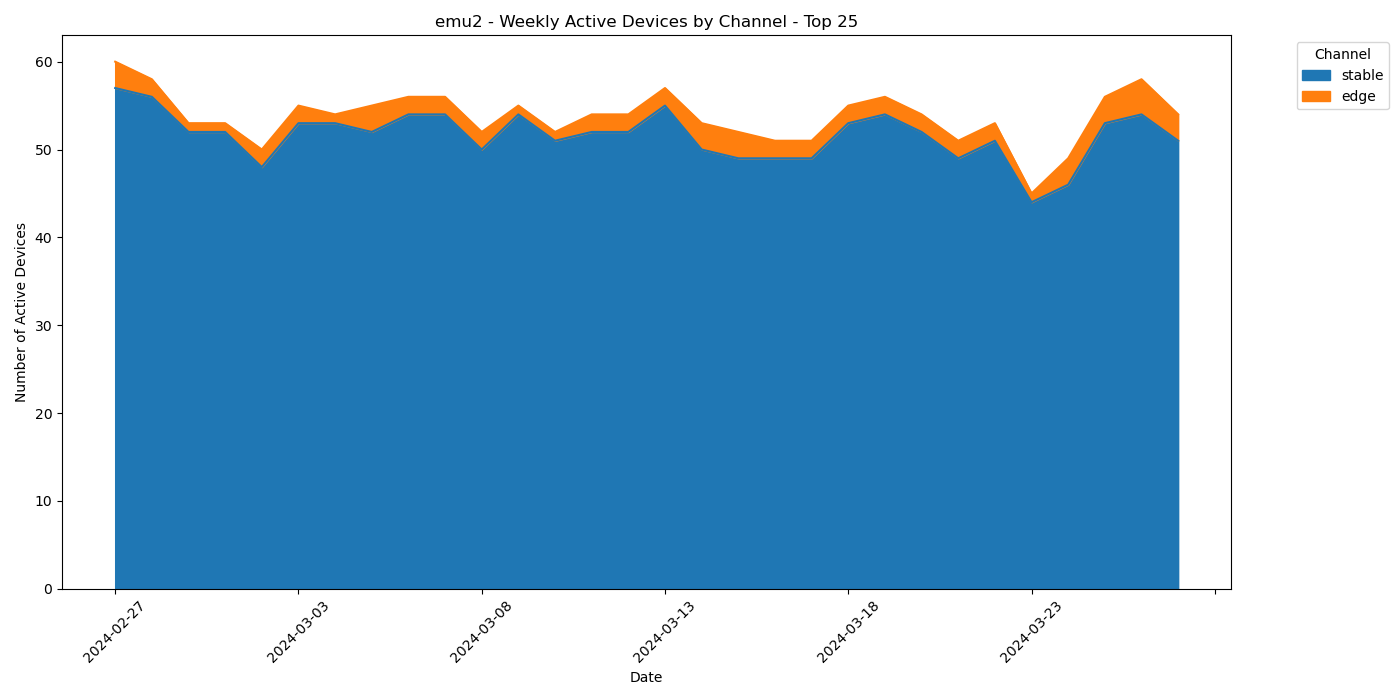 emu2 - Weekly Active Devices by Channel - Top 25
Channel
stable
edge
Number of Active Devices
60
50
40
30
20
10
0
2024-02-27
2024-03-03
2024-03-08
2024-03-13
2024-03-18
2024-03-23
Date